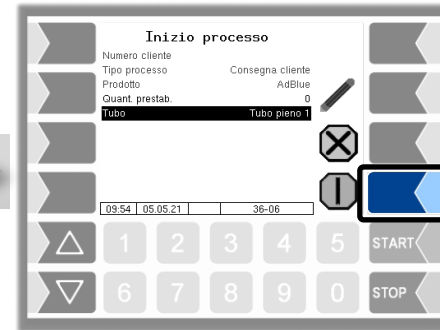 Inizio processo
Numero cliente
Tipo processo Consegna cliente
Prodotto AdBlue
Quant. prestab. 0
Tubo Tubo pieno 1
09:54 05.05.21 36-06
1 2 3 4 5 START
6 7 8 9 0 STOP